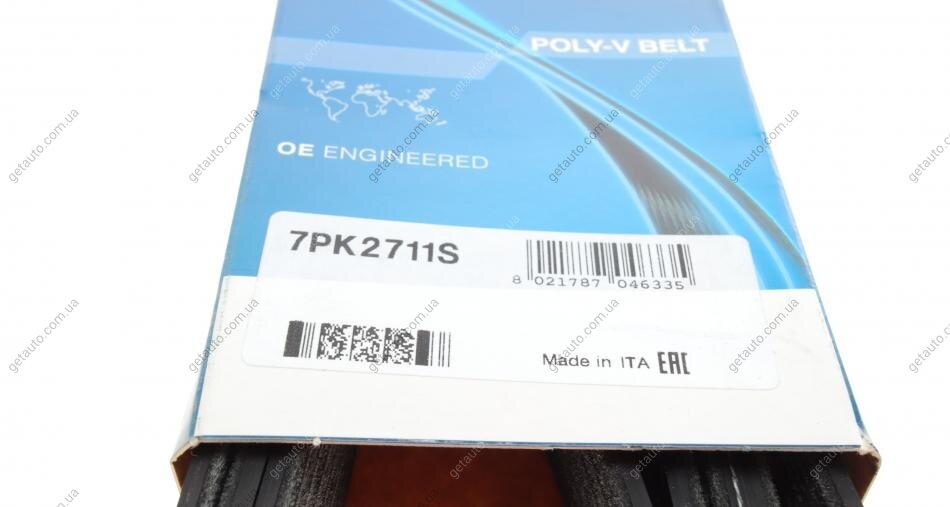 POLY-V BELT
OE ENGINEERED
7PK2711S
8 021787 046335
Made in ITA EAC
getauto.com.ua